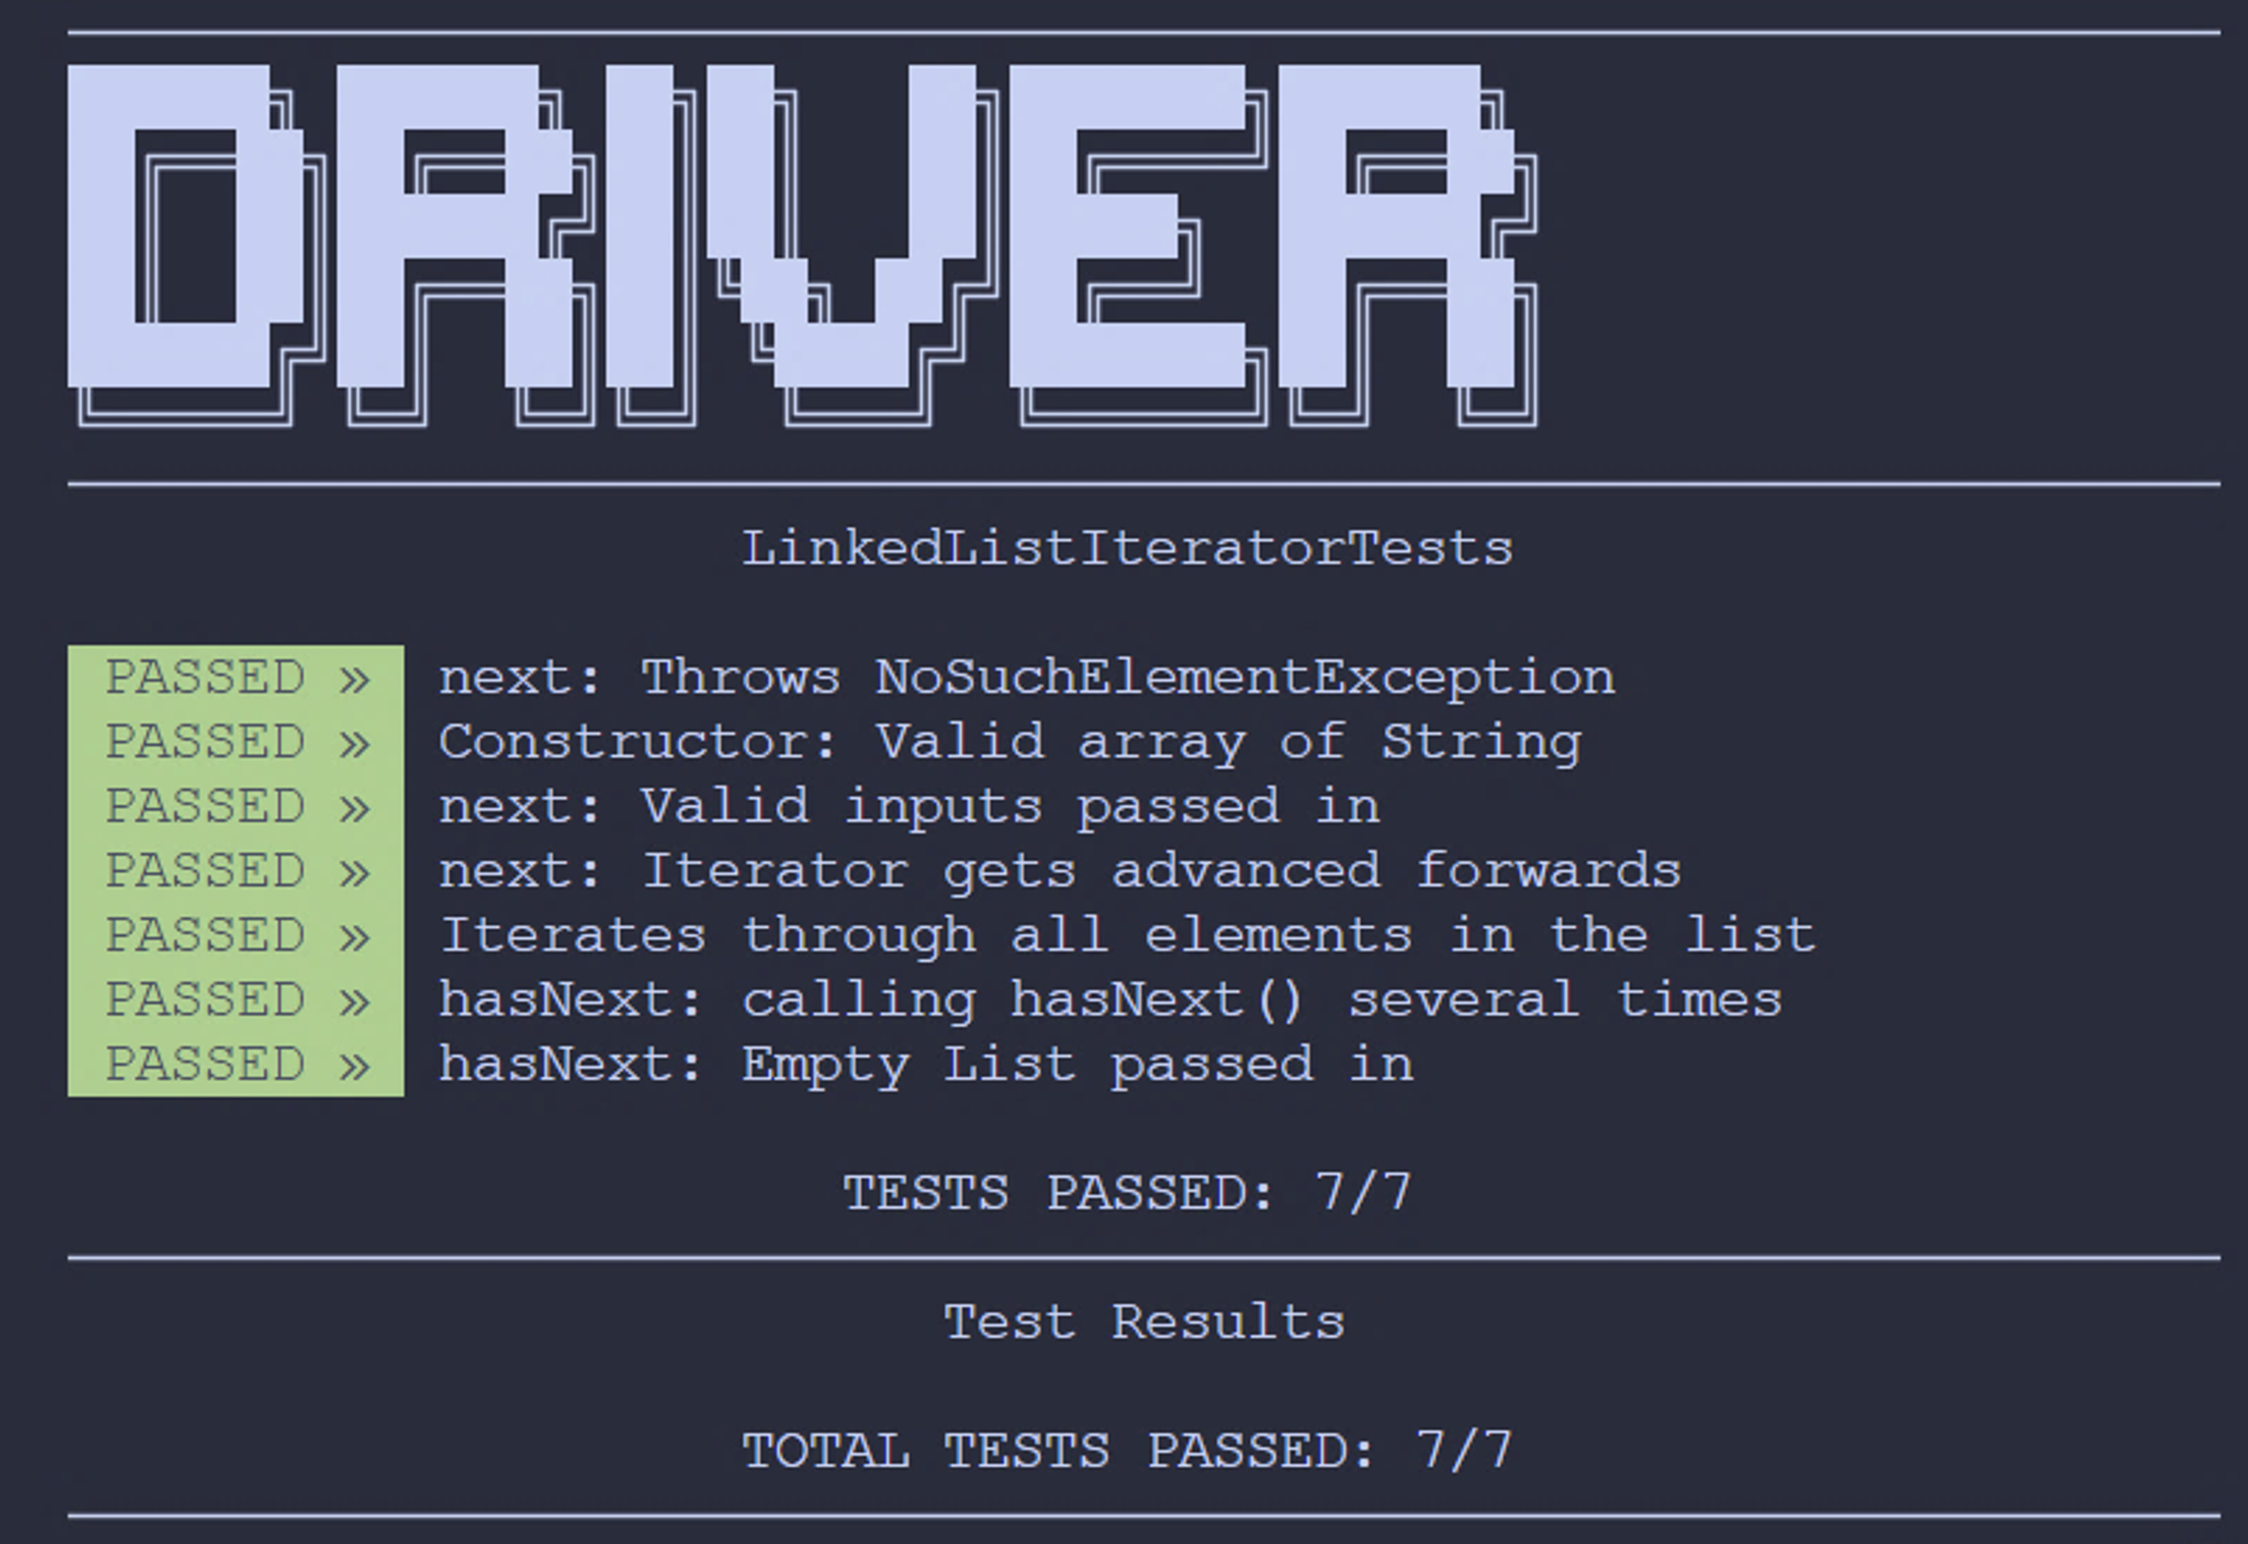 DRIVER
LinkedListIteratorTests
PASSED » next: Throws NoSuchElementException
PASSED » Constructor: Valid array of String
PASSED » next: Valid inputs passed in
PASSED » next: Iterator gets advanced forwards
PASSED » Iterates through all elements in the list
PASSED » hasNext: calling hasNext() several times
PASSED » hasNext: Empty List passed in
TESTS PASSED: 7/7
Test Results
TOTAL TESTS PASSED: 7/7